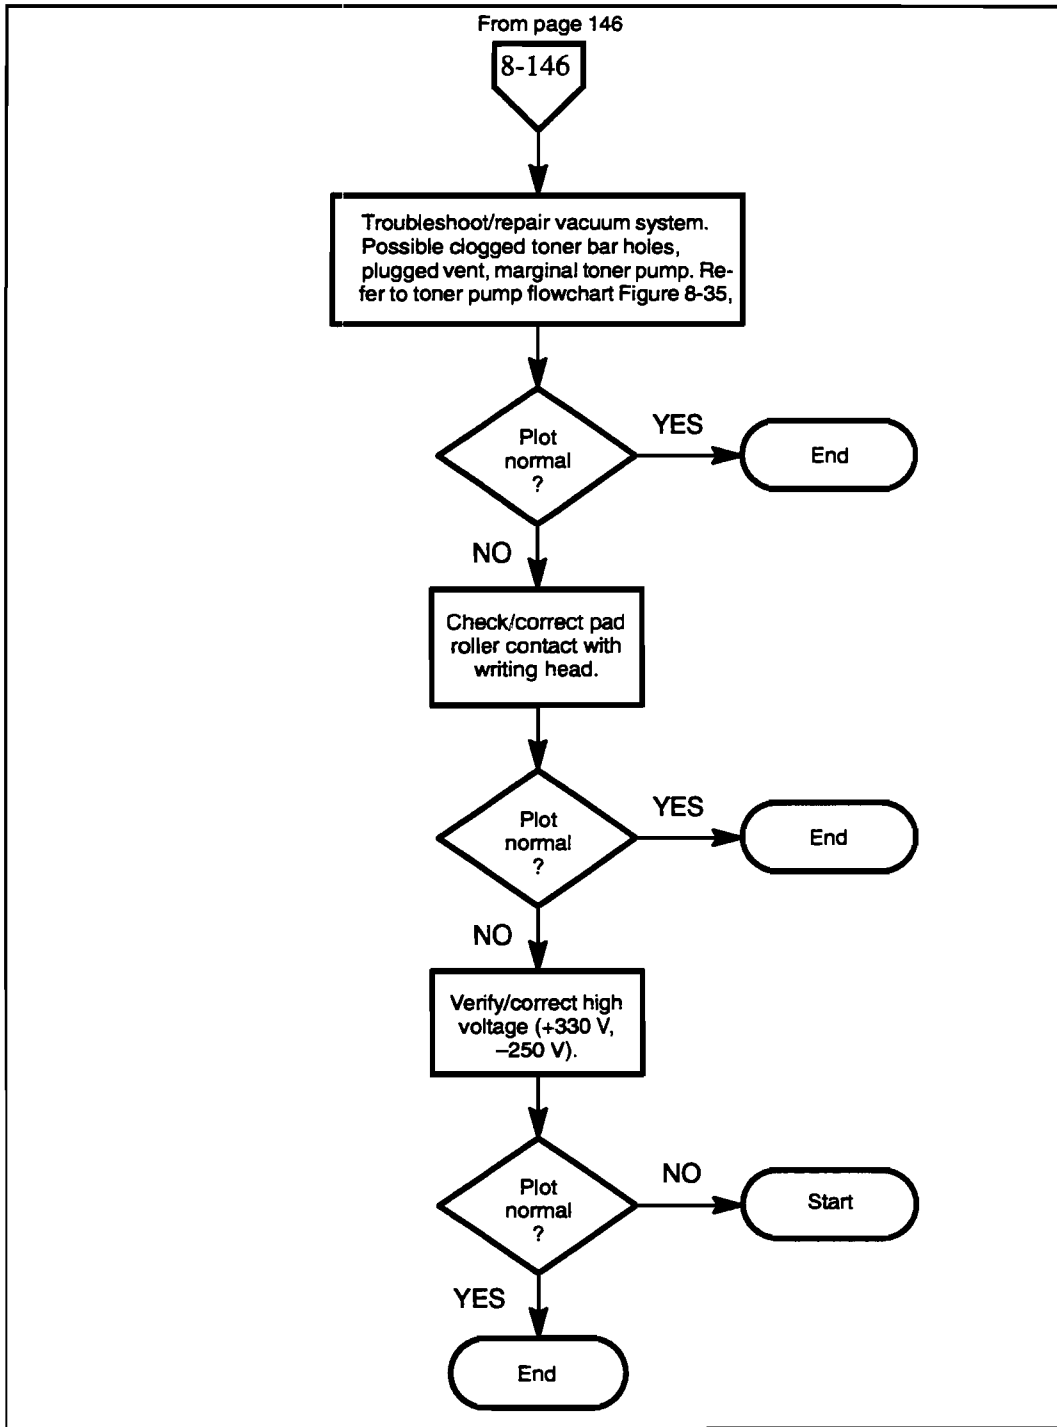 From page 146
8-146
Troubleshoot/repair vacuum system.
Possible clogged toner bar holes,
plugged vent, marginal toner pump. Re-
fer to toner pump flowchart Figure 8-35,
Plot
normal
?
YES
End
NO
Check/correct pad
roller contact with
writing head.
Plot
normal
?
YES
End
NO
Verify/correct high
voltage (+330 V,
–250 V).
Plot
normal
?
NO
Start
YES
End